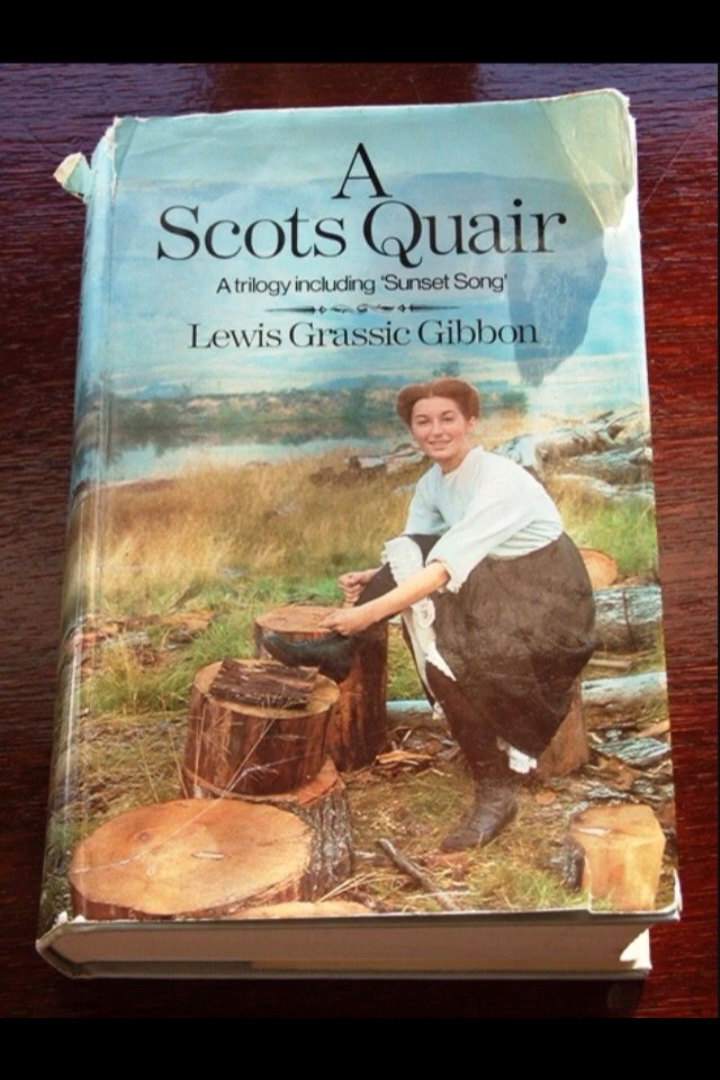 A
Scots Quair
A trilogy including 'Sunset Song'
Lewis Grassic Gibbon